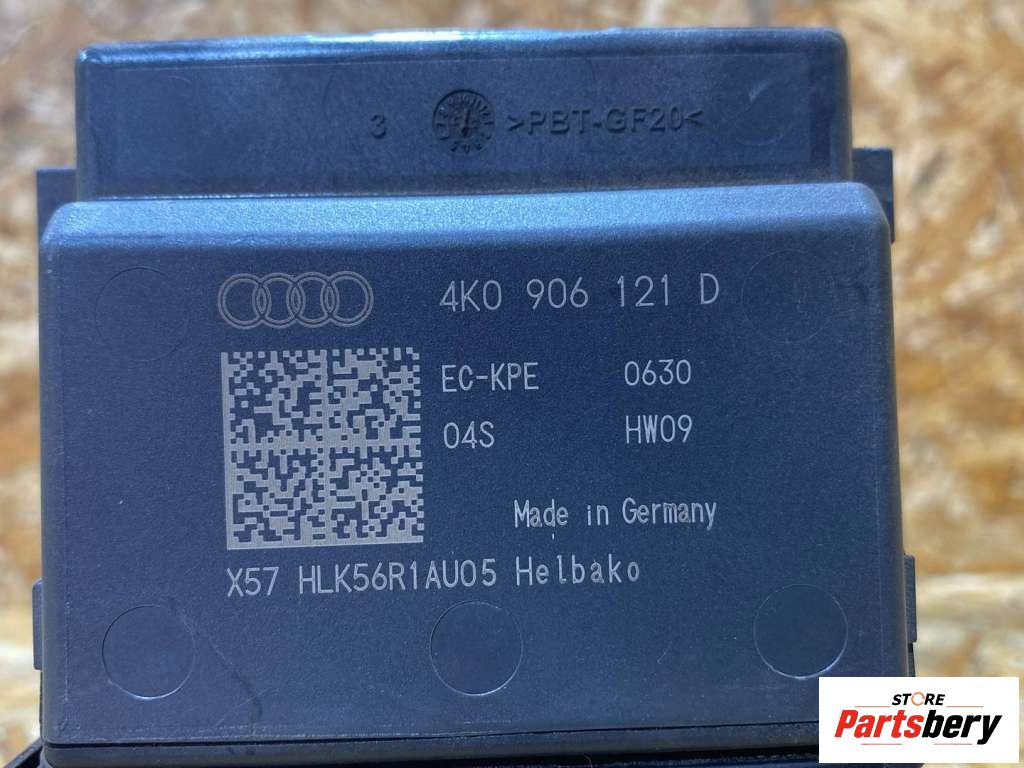 3 >PBT-GF20<
4K0 906 121 D
EC-KPE 0630
04S HW09
Made in Germany
X57 HLK56R1AU05 Helbako
STORE
Partsbery